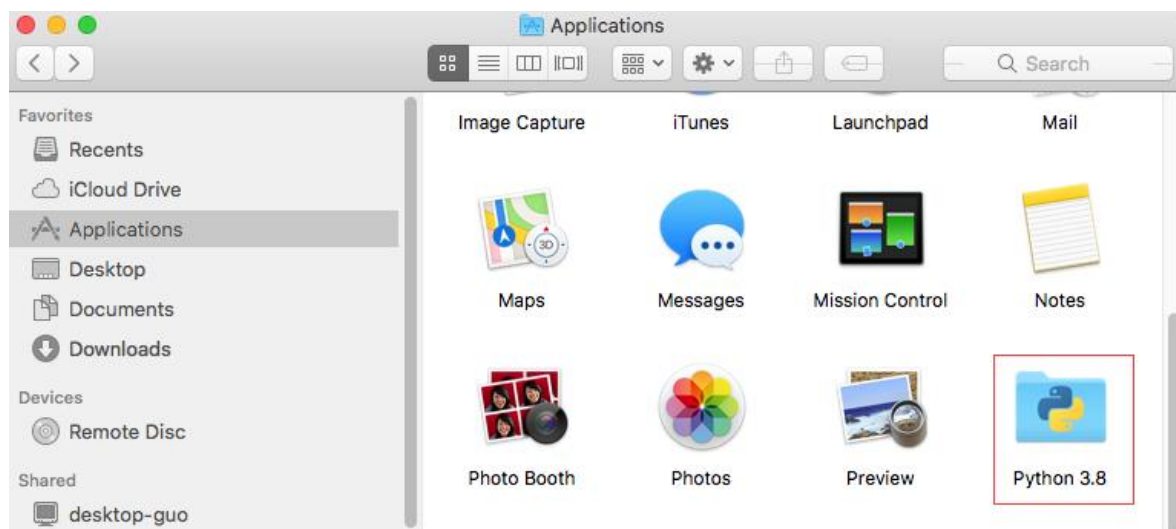 Applications
Search
Favorites
Recents
iCloud Drive
Applications
Desktop
Documents
Downloads
Devices
Remote Disc
Shared
desktop-guo
Image Capture iTunes Launchpad Mail
3D
Maps Messages Mission Control Notes
Photo Booth Photos Preview Python 3.8